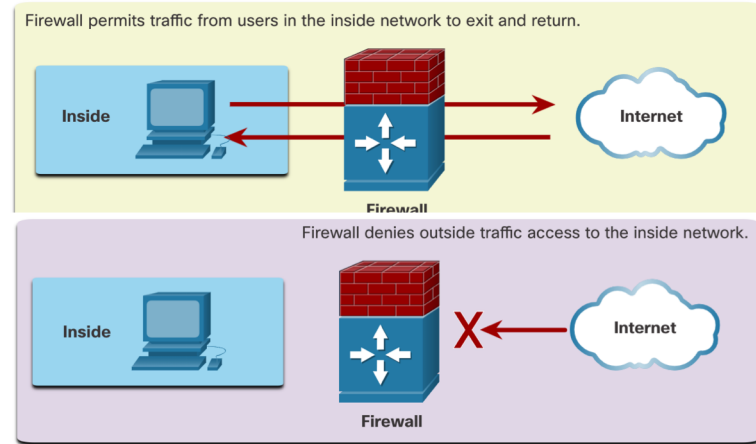 Firewall permits traffic from users in the inside network to exit and return.
Inside
Internet
Firewall
Firewall denies outside traffic access to the inside network.
Inside
X
Internet
Firewall